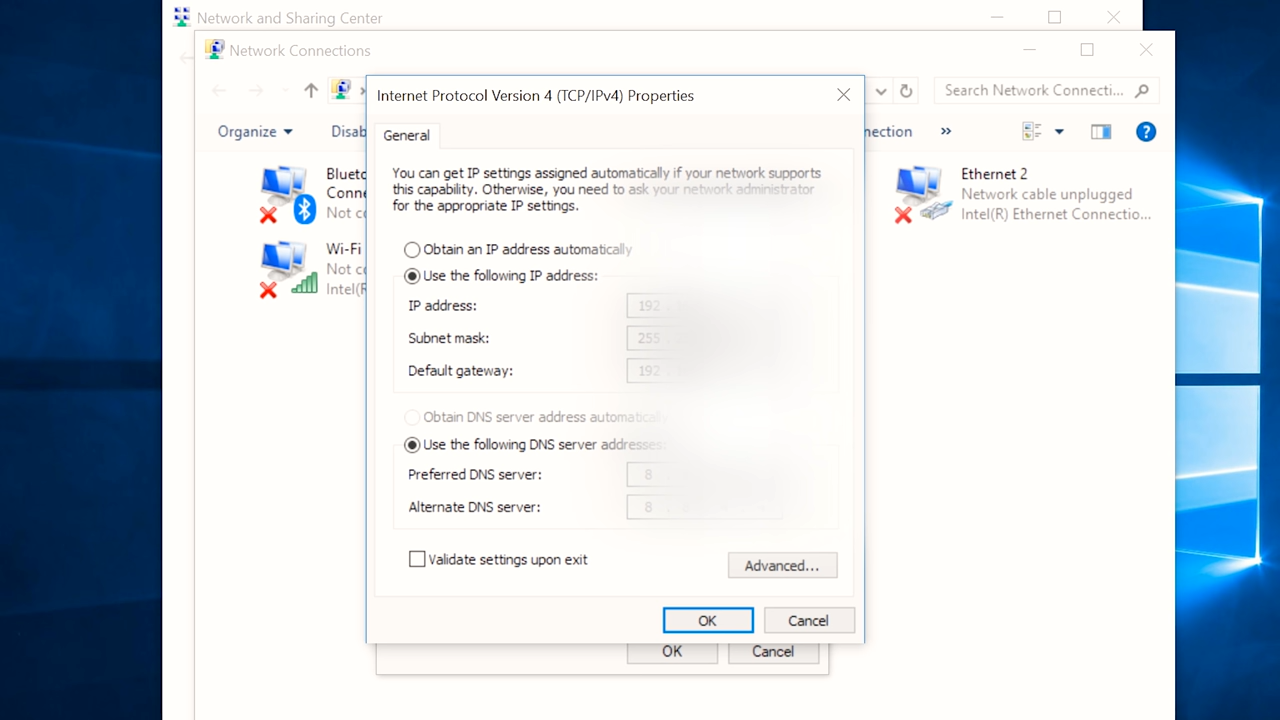 Network and Sharing Center
Network Connections
Search Network Connecti...
Organize
Disab
nection
»
Internet Protocol Version 4 (TCP/IPv4) Properties
General
You can get IP settings assigned automatically if your network supports
this capability. Otherwise, you need to ask your network administrator
for the appropriate IP settings.
Obtain an IP address automatically
Use the following IP address:
IP address:
192
Subnet mask:
255
Default gateway:
192
Obtain DNS server address automatically
Use the following DNS server addresses:
Preferred DNS server:
8
Alternate DNS server:
8
Validate settings upon exit
Advanced...
OK
Cancel
OK
Cancel
Blueto
Conne
Not co
Wi-Fi
Not co
Intel(R
Ethernet 2
Network cable unplugged
Intel(R) Ethernet Connectio...